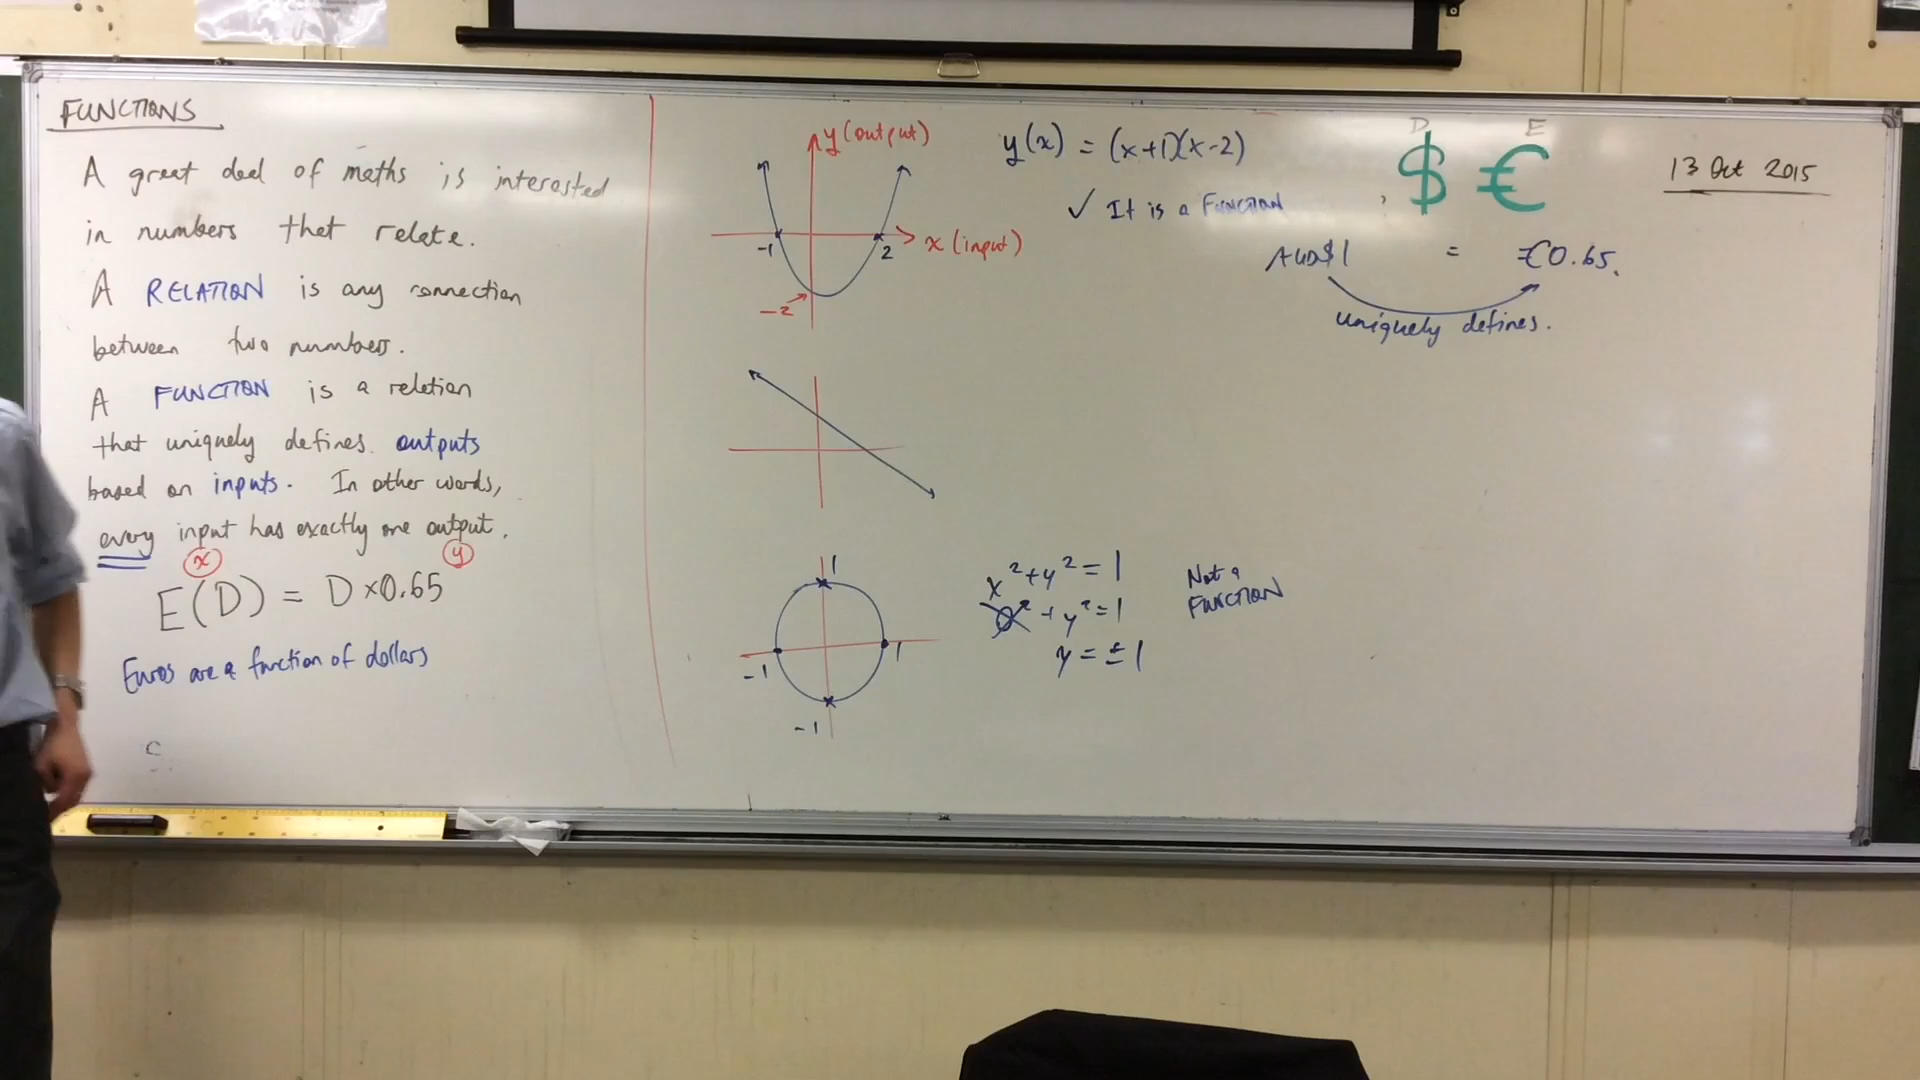 FUNCTIONS
A great deal of maths is interested
in numbers that relate.
A RELATION is any connection
between two numbers.
A FUNCTION is a relation
that uniquely defines outputs
based on inputs. In other words,
every input has exactly one output.
x y
E(D) = D×0.65
Euros are a function of dollars
y (output)
x (input)
-1
2
-2
y(x) = (x+1)(x-2)
✓ It is a FUNCTION
1
1
-1
-1
x²+y²=1
0²+y²=1
y=±1
Not a
FUNCTION
D E
$ €
AUD$1 = €0.65.
uniquely defines.
13 Oct 2015